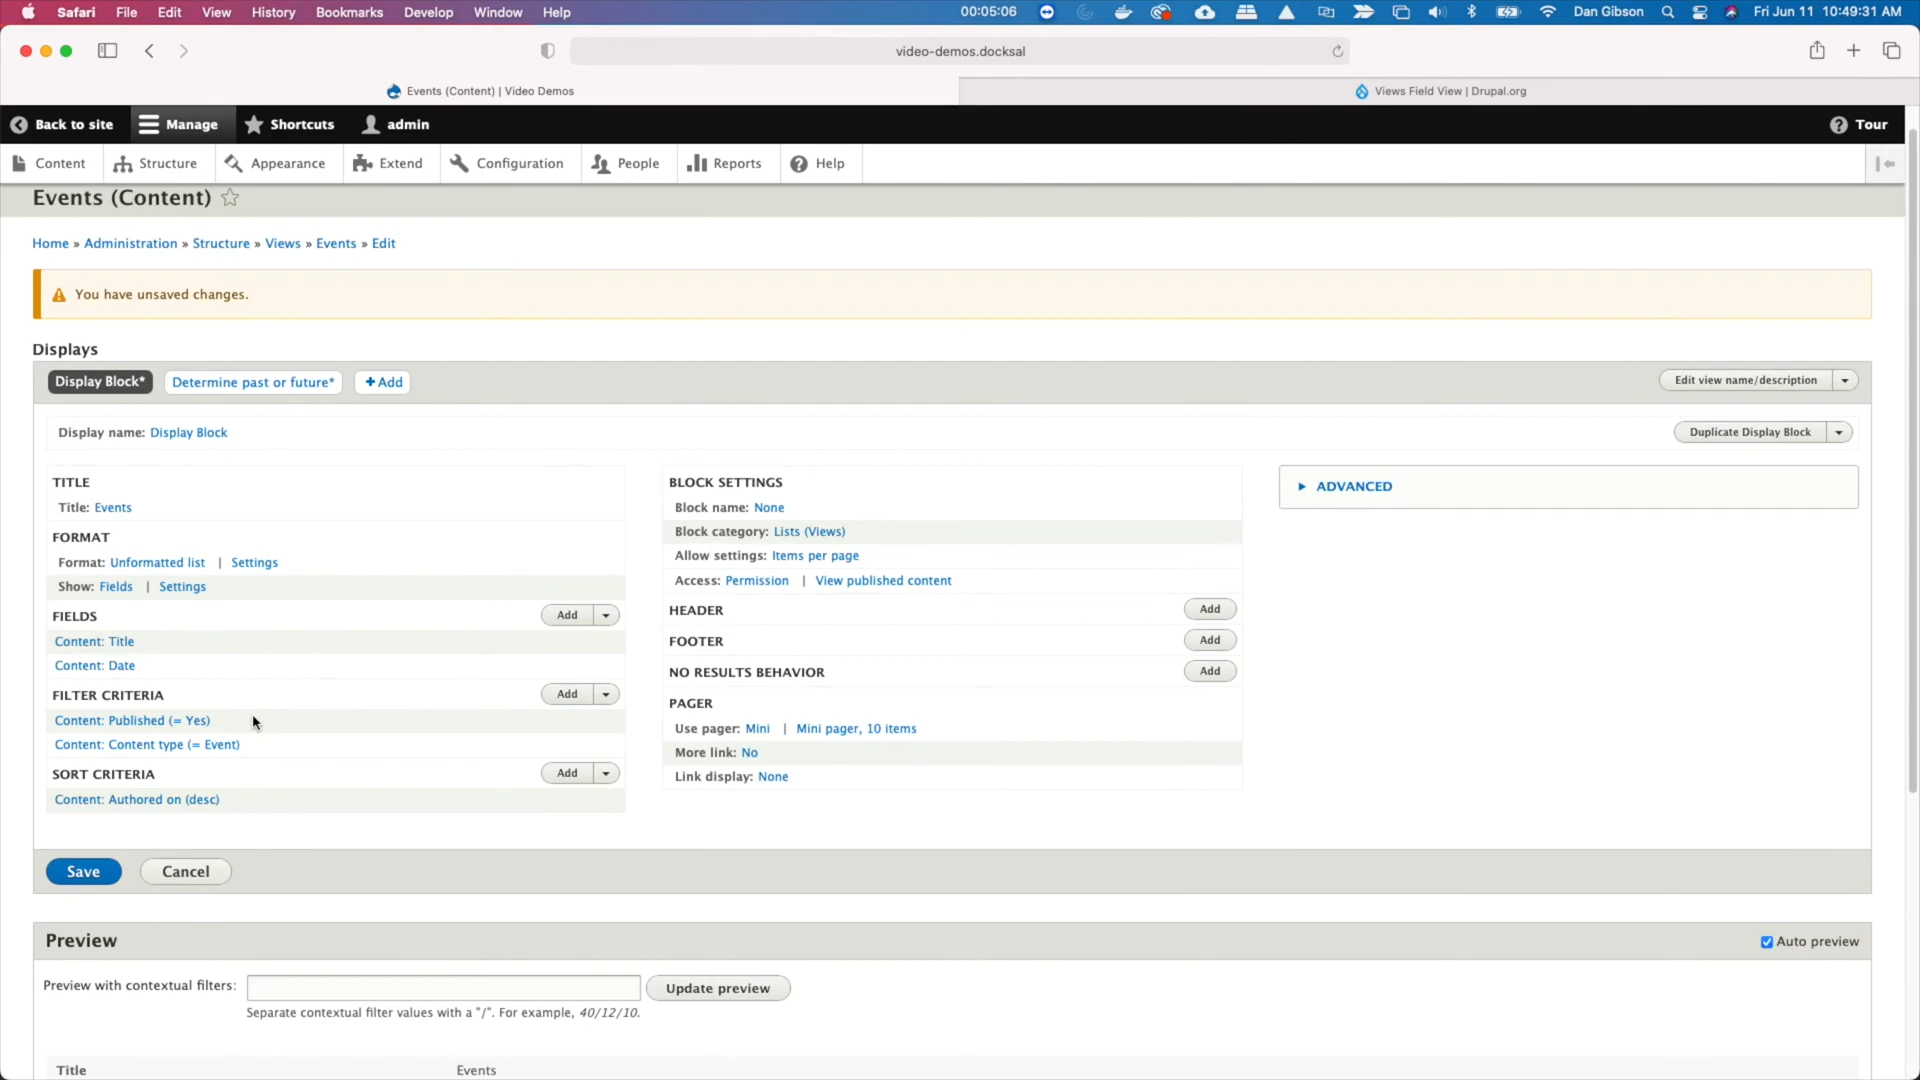 Safari File Edit View History Bookmarks Develop Window Help 00:05:06 Dan Gibson Fri Jun 11 10:49:31 AM
video-demos.docksal
Events (Content) | Video Demos Views Field View | Drupal.org
Back to site Manage Shortcuts admin Tour
Content Structure Appearance Extend Configuration People Reports Help
Events (Content)
Home » Administration » Structure » Views » Events » Edit
You have unsaved changes.
Displays
Display Block* Determine past or future* + Add Edit view name/description
Display name: Display Block Duplicate Display Block
TITLE
Title: Events
FORMAT
Format: Unformatted list | Settings
Show: Fields | Settings
FIELDS Add
Content: Title
Content: Date
FILTER CRITERIA Add
Content: Published (= Yes)
Content: Content type (= Event)
SORT CRITERIA Add
Content: Authored on (desc)
BLOCK SETTINGS
Block name: None
Block category: Lists (Views)
Allow settings: Items per page
Access: Permission | View published content
HEADER Add
FOOTER Add
NO RESULTS BEHAVIOR Add
PAGER
Use pager: Mini | Mini pager, 10 items
More link: No
Link display: None
ADVANCED
Save Cancel
Preview Auto preview
Preview with contextual filters: Update preview
Separate contextual filter values with a "/". For example, 40/12/10.
Title Events